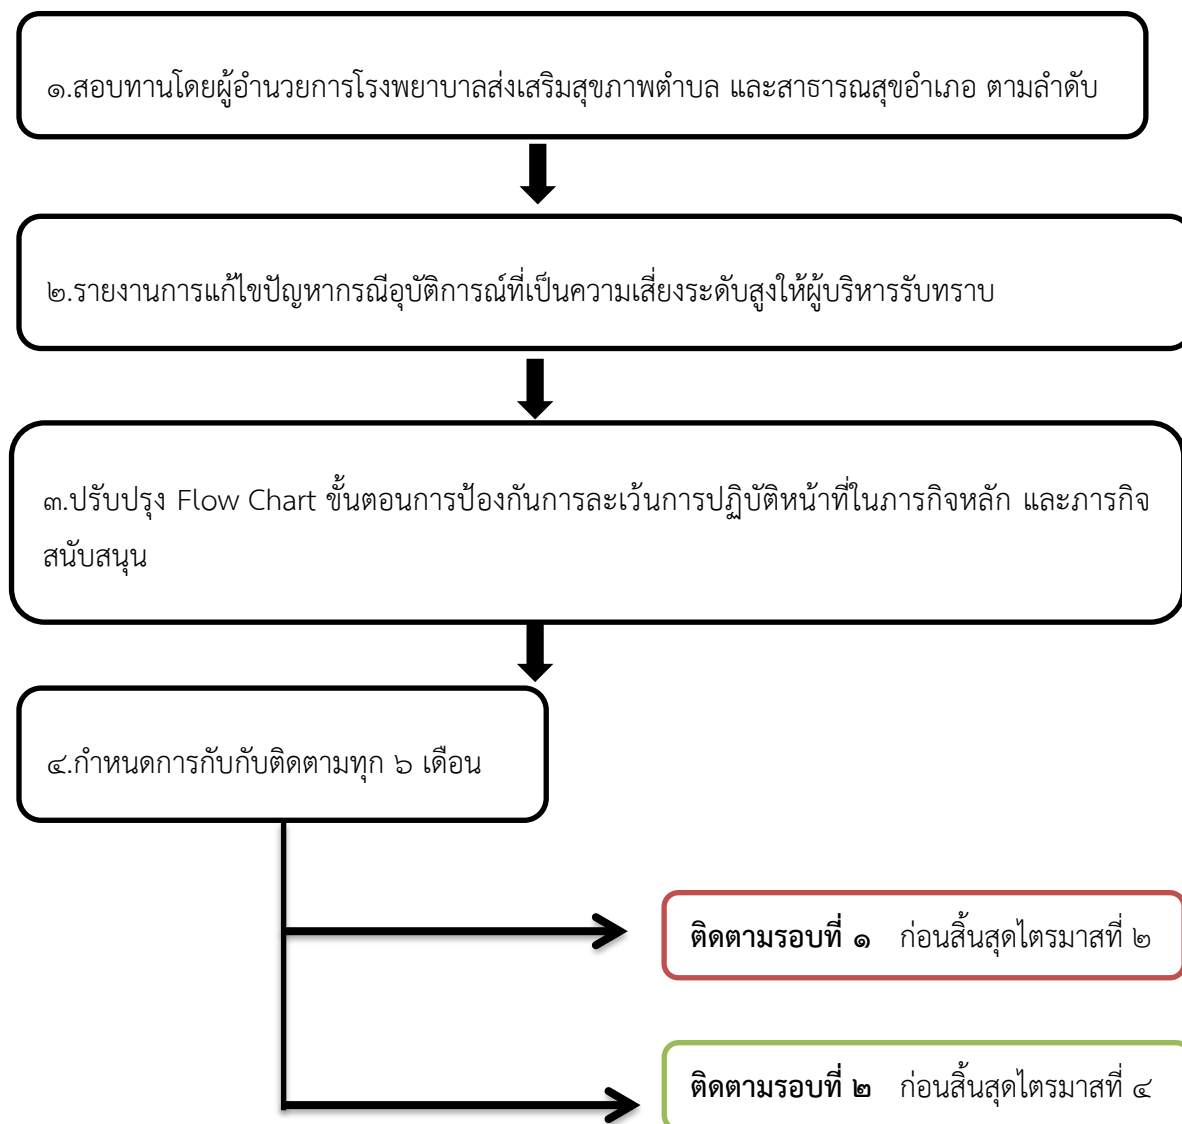 ๑.สอบทานโดยผู้อำนวยการโรงพยาบาลส่งเสริมสุขภาพตำบล และสาธารณสุขอำเภอ ตามลำดับ
๒.รายงานการแก้ไขปัญหากรณีอุบัติการณ์ที่เป็นความเสี่ยงระดับสูงให้ผู้บริหารรับทราบ
๓.ปรับปรุง Flow Chart ขั้นตอนการป้องกันการละเว้นการปฏิบัติหน้าที่ในภารกิจหลัก และภารกิจ
สนับสนุน
๔.กำหนดการกับกับติดตามทุก ๖ เดือน
ติดตามรอบที่ ๑ ก่อนสิ้นสุดไตรมาสที่ ๒
ติดตามรอบที่ ๒ ก่อนสิ้นสุดไตรมาสที่ ๔